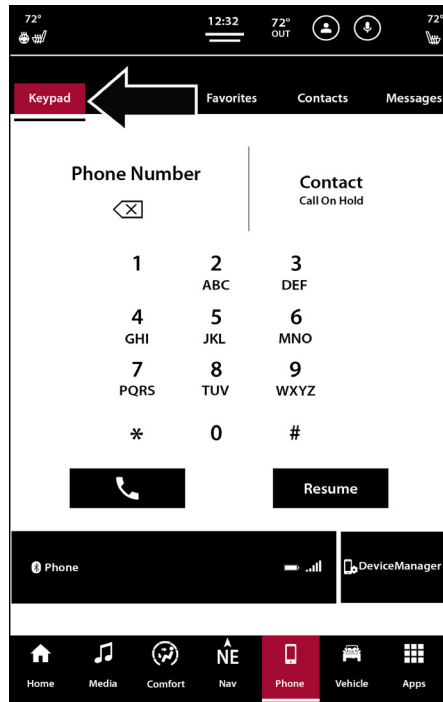 72° 12:32 72° 72°
OUT
Keypad Favorites Contacts Messages
Phone Number Contact
Call On Hold
1 2 3
ABC DEF
4 5 6
GHI JKL MNO
7 8 9
PQRS TUV WXYZ
* 0 #
Resume
Phone DeviceManager
NE
Home Media Comfort Nav Phone Vehicle Apps